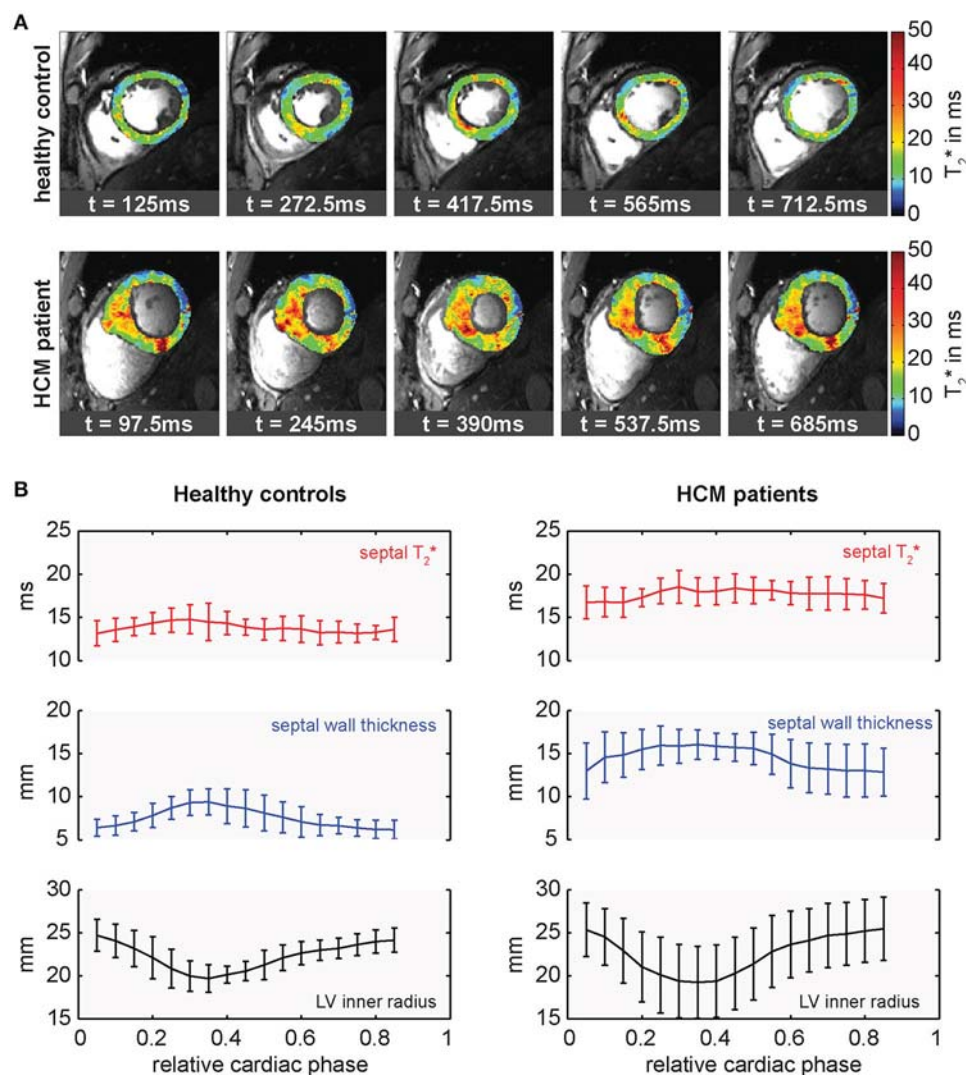 A
healthy control
t = 125ms
t = 272.5ms
t = 417.5ms
t = 565ms
t = 712.5ms
50
40
30
20
10
0
T2* in ms
HCM patient
t = 97.5ms
t = 245ms
t = 390ms
t = 537.5ms
t = 685ms
50
40
30
20
10
0
T2* in ms
B
Healthy controls
HCM patients
25
20
15
10
ms
septal T2*
25
20
15
10
ms
septal T2*
20
15
10
5
mm
septal wall thickness
20
15
10
5
mm
septal wall thickness
30
25
20
15
mm
LV inner radius
0 0.2 0.4 0.6 0.8 1
relative cardiac phase
30
25
20
15
mm
LV inner radius
0 0.2 0.4 0.6 0.8 1
relative cardiac phase